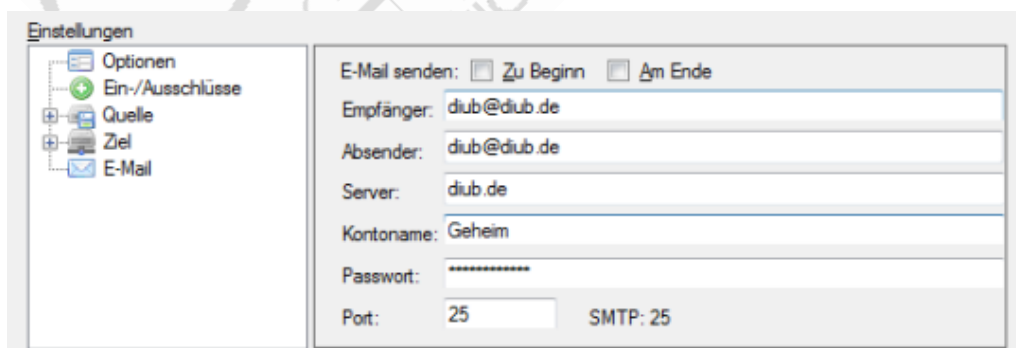 Einstellungen
Optionen
Ein-/Ausschlüsse
Quelle
Ziel
E-Mail
E-Mail senden: Zu Beginn Am Ende
Empfänger: diub@diub.de
Absender: diub@diub.de
Server: diub.de
Kontoname: Geheim
Passwort: *************
Port: 25 SMTP: 25